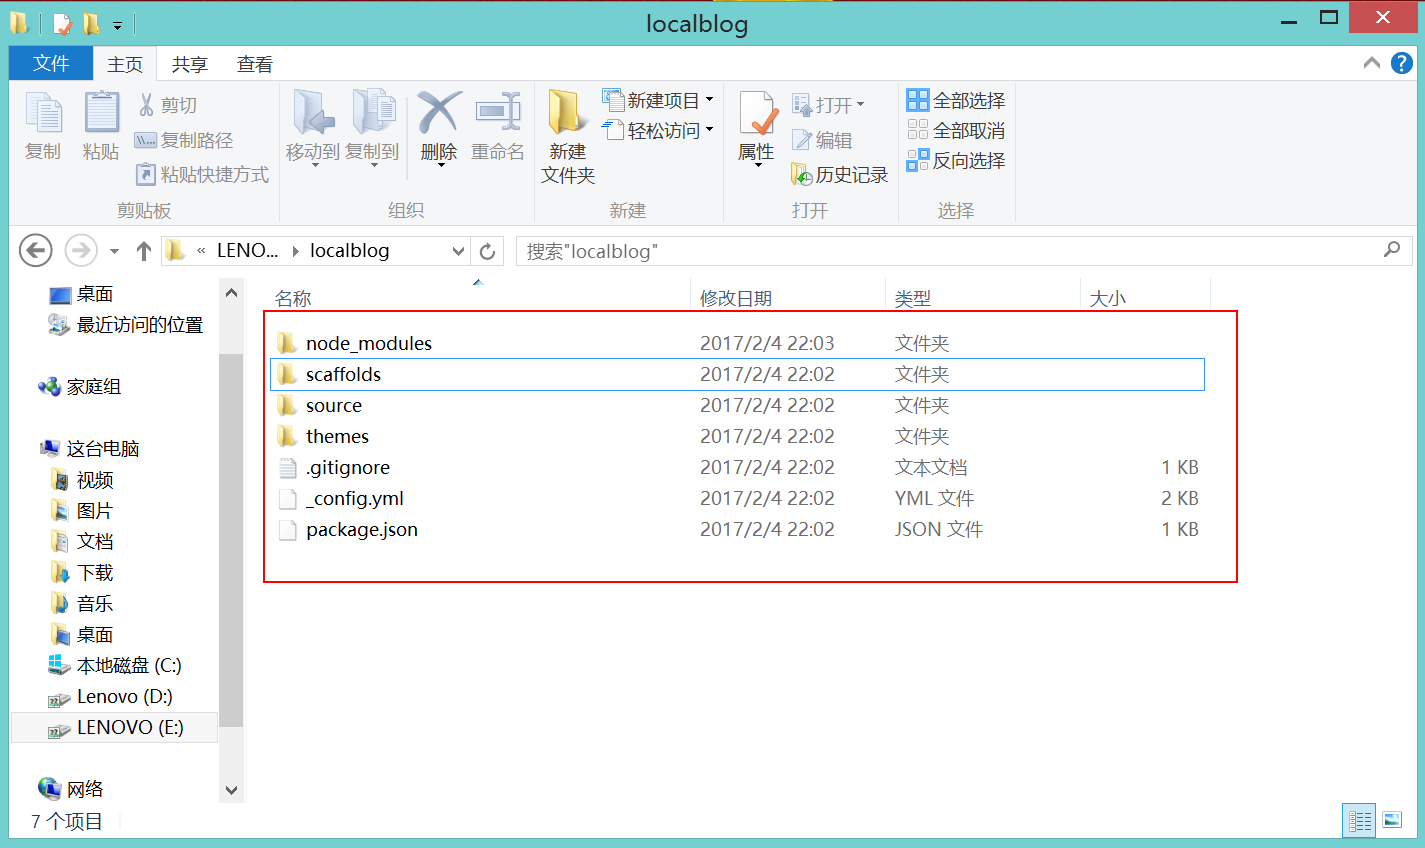 localblog
文件 主页 共享 查看
复制 粘贴 剪切 复制路径 粘贴快捷方式
移动到 复制到 删除 重命名
新建文件夹 新建项目 轻松访问
属性 打开 编辑 历史记录
全部选择 全部取消 反向选择
剪贴板 组织 新建 打开 选择
« LENO... localblog 搜索"localblog"
名称 修改日期 类型 大小
node_modules 2017/2/4 22:03 文件夹
scaffolds 2017/2/4 22:02 文件夹
source 2017/2/4 22:02 文件夹
themes 2017/2/4 22:02 文件夹
.gitignore 2017/2/4 22:02 文本文档 1 KB
_config.yml 2017/2/4 22:02 YML 文件 2 KB
package.json 2017/2/4 22:02 JSON 文件 1 KB
桌面
最近访问的位置
家庭组
这台电脑
视频
图片
文档
下载
音乐
桌面
本地磁盘 (C:)
Lenovo (D:)
LENOVO (E:)
网络
7 个项目